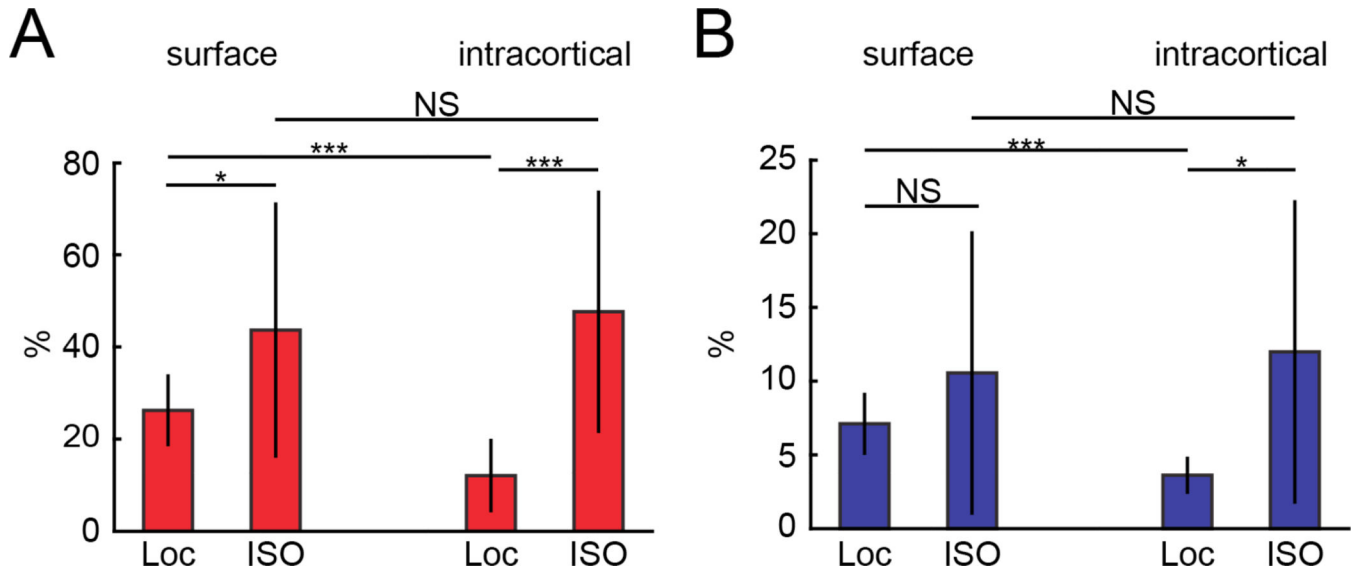 A
surface
intracortical
NS
***
*
***
80
60
40
20
0
%
Loc
ISO
Loc
ISO
B
surface
intracortical
NS
***
*
NS
25
20
15
10
5
0
%
Loc
ISO
Loc
ISO